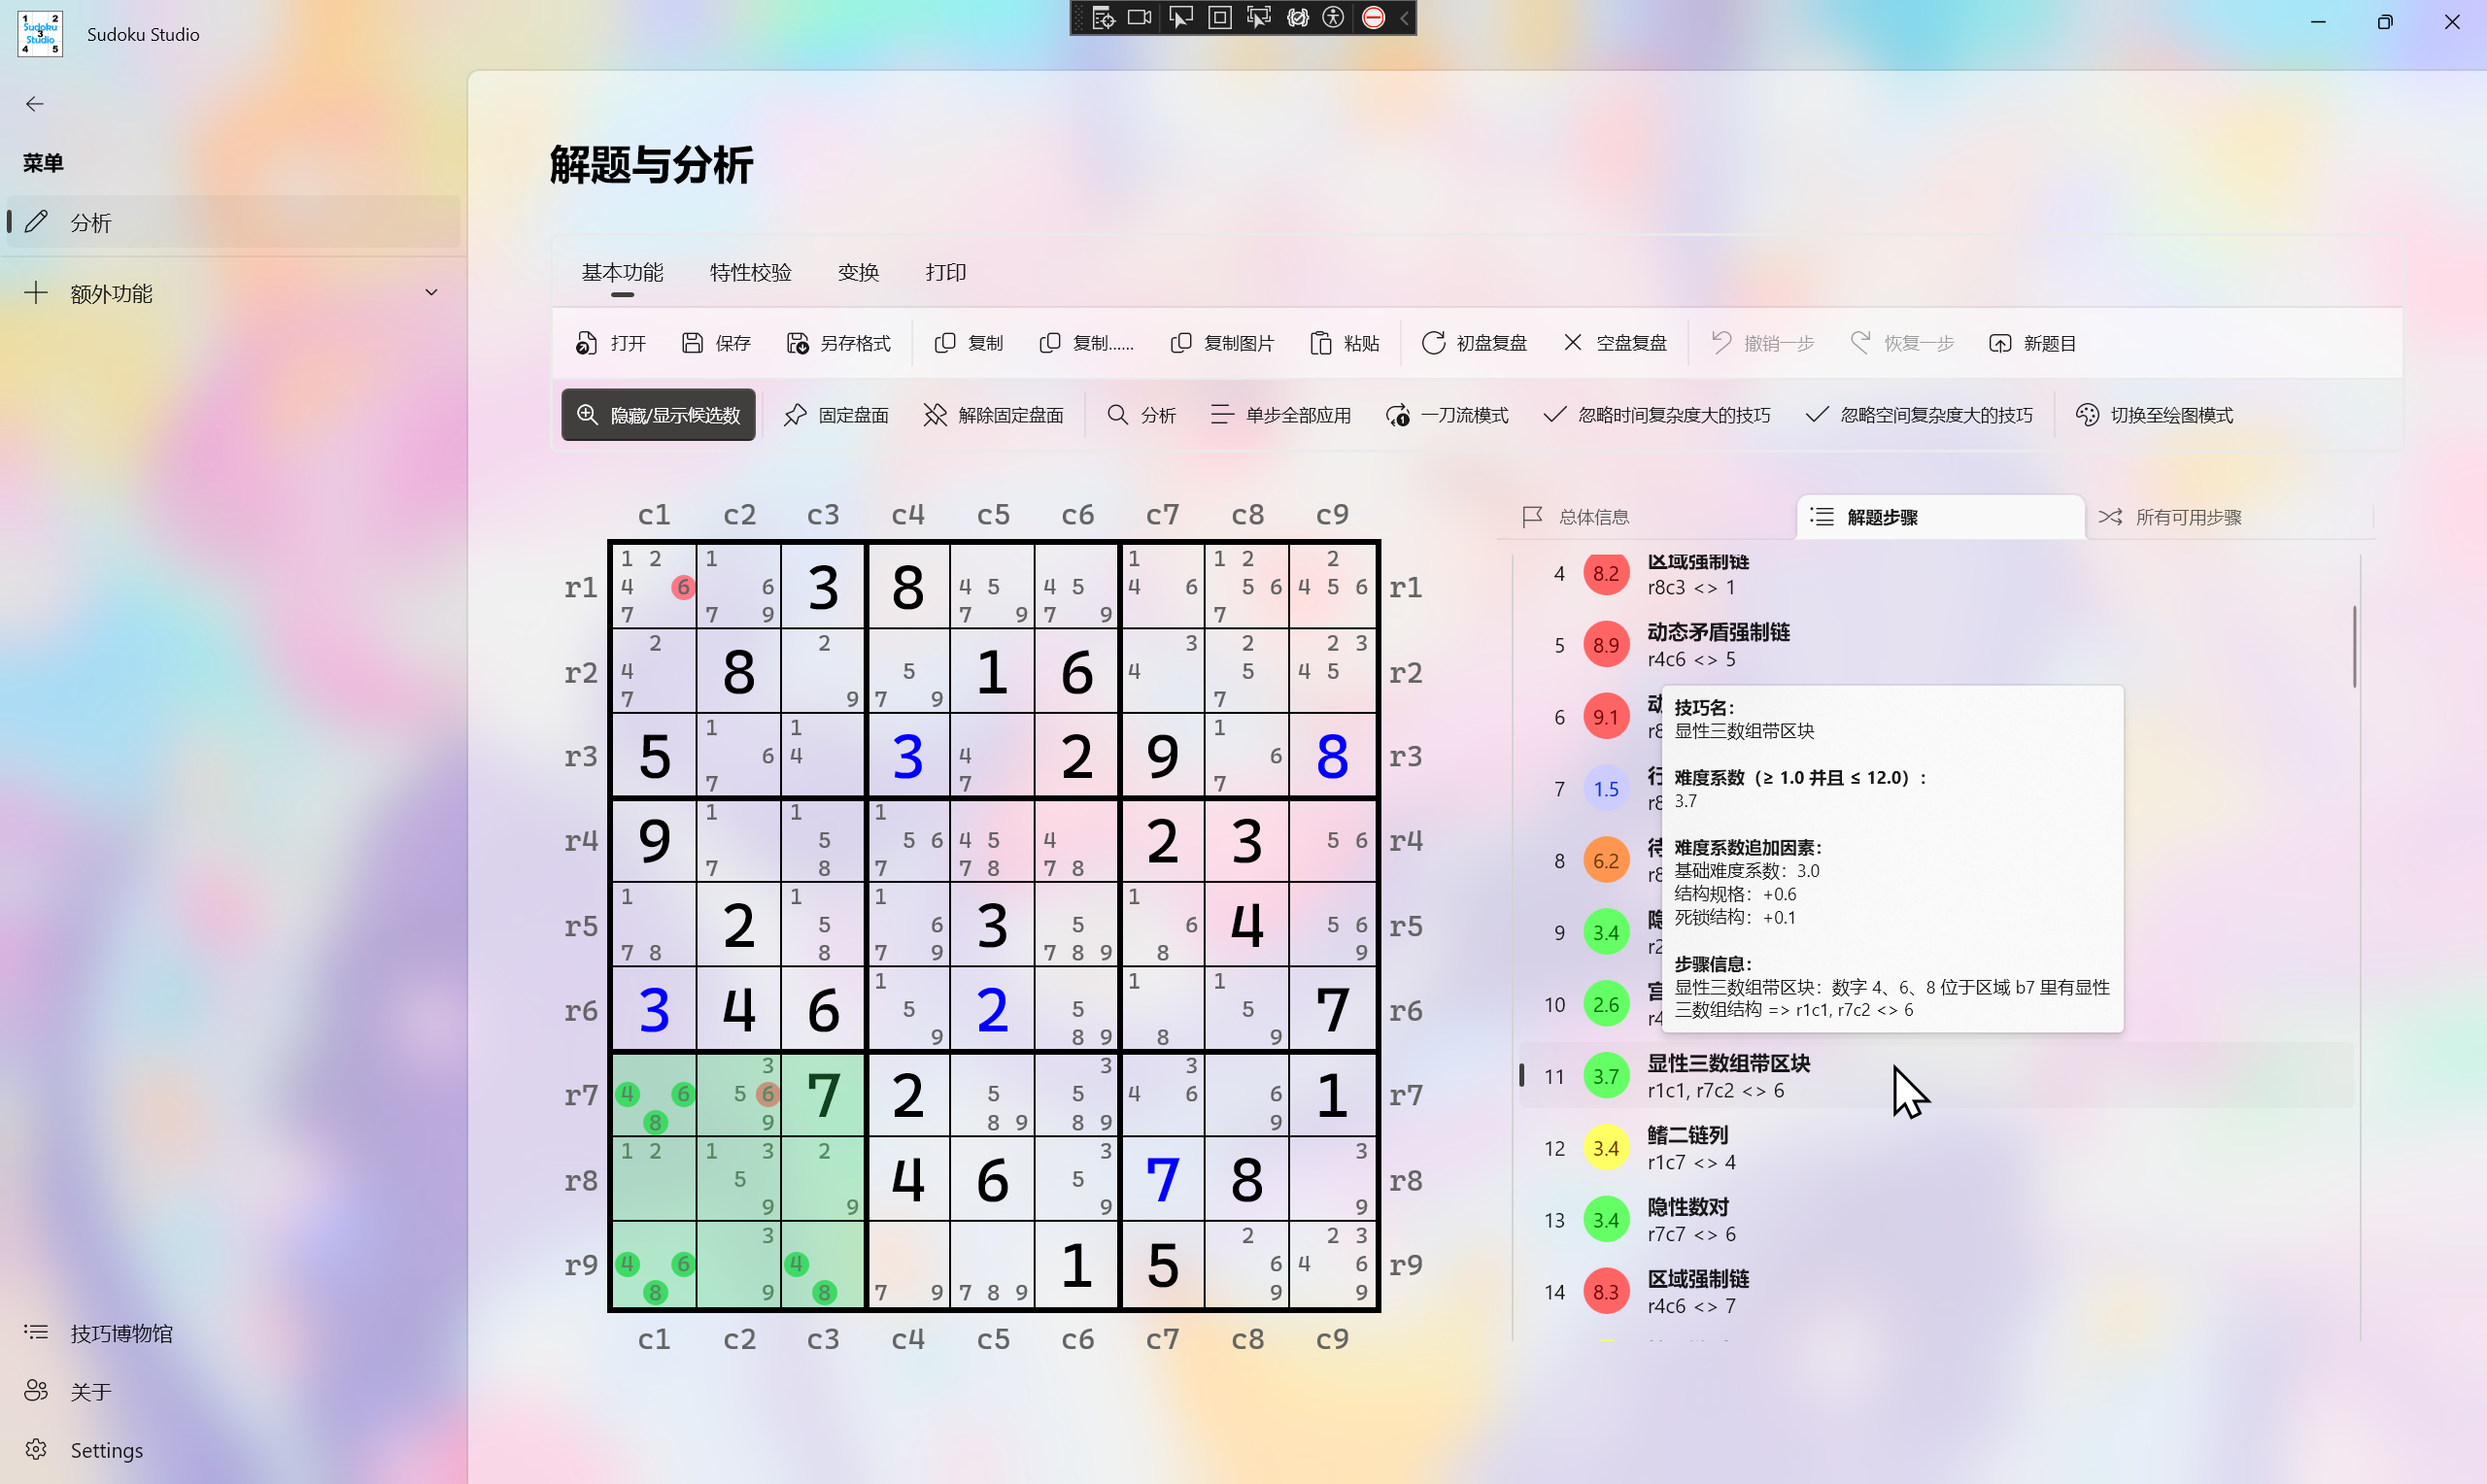 Sudoku Studio
菜单
分析
额外功能
技巧博物馆
关于
Settings
解题与分析
基本功能 特性校验 变换 打印
打开 保存 另存格式 复制 复制...... 复制图片 粘贴 初盘复盘 空盘复盘 撤销一步 恢复一步 新题目
隐藏/显示候选数 固定盘面 解除固定盘面 分析 单步全部应用 一刀流模式 忽略时间复杂度大的技巧 忽略空间复杂度大的技巧 切换至绘图模式
c1 c2 c3 c4 c5 c6 c7 c8 c9
1 2 1 1 1 2 2
r1 4 6 6 3 8 4 5 4 5 4 6 5 6 4 5 6 r1
7 7 9 7 9 7 9 7
2 2 3 2 2 3
r2 4 8 5 1 6 4 5 4 5 r2
7 9 7 9 7
1 1 1
r3 5 6 4 3 4 2 9 6 8 r3
7 7 7
1 1 1
r4 9 5 5 6 4 5 4 2 3 5 6 r4
7 8 7 7 8 7 8
1 1 1 1
r5 2 5 6 3 5 6 4 5 6 r5
7 8 8 7 9 7 8 9 8 9
1 1 1
r6 3 4 6 5 2 5 5 7 r6
9 8 9 8 9
3 3 3
r7 4 6 5 6 7 2 5 5 4 6 6 1 r7
8 9 8 9 8 9 9
1 2 1 3 2 3 3
r8 5 4 6 5 7 8 r8
9 9 9 9
3 2 2 3
r9 4 6 4 1 5 6 4 6 r9
8 9 8 7 9 7 8 9 9 9
c1 c2 c3 c4 c5 c6 c7 c8 c9
总体信息 解题步骤 所有可用步骤
4 8.2 区域强制链
r8c3 <> 1
5 8.9 动态矛盾强制链
r4c6 <> 5
6 9.1
r8
7 1.5 行
r8
8 6.2 待
r8
9 3.4 隐
r2
10 2.6 宫
r4
技巧名：
显性三数组带区块
难度系数（≥ 1.0 并且 ≤ 12.0）：
3.7
难度系数追加因素：
基础难度系数：3.0
结构规格：+0.6
死锁结构：+0.1
步骤信息：
显性三数组带区块：数字 4、6、8 位于区域 b7 里有显性
三数组结构 => r1c1, r7c2 <> 6
11 3.7 显性三数组带区块
r1c1, r7c2 <> 6
12 3.4 鳍二链列
r1c7 <> 4
13 3.4 隐性数对
r7c7 <> 6
14 8.3 区域强制链
r4c6 <> 7